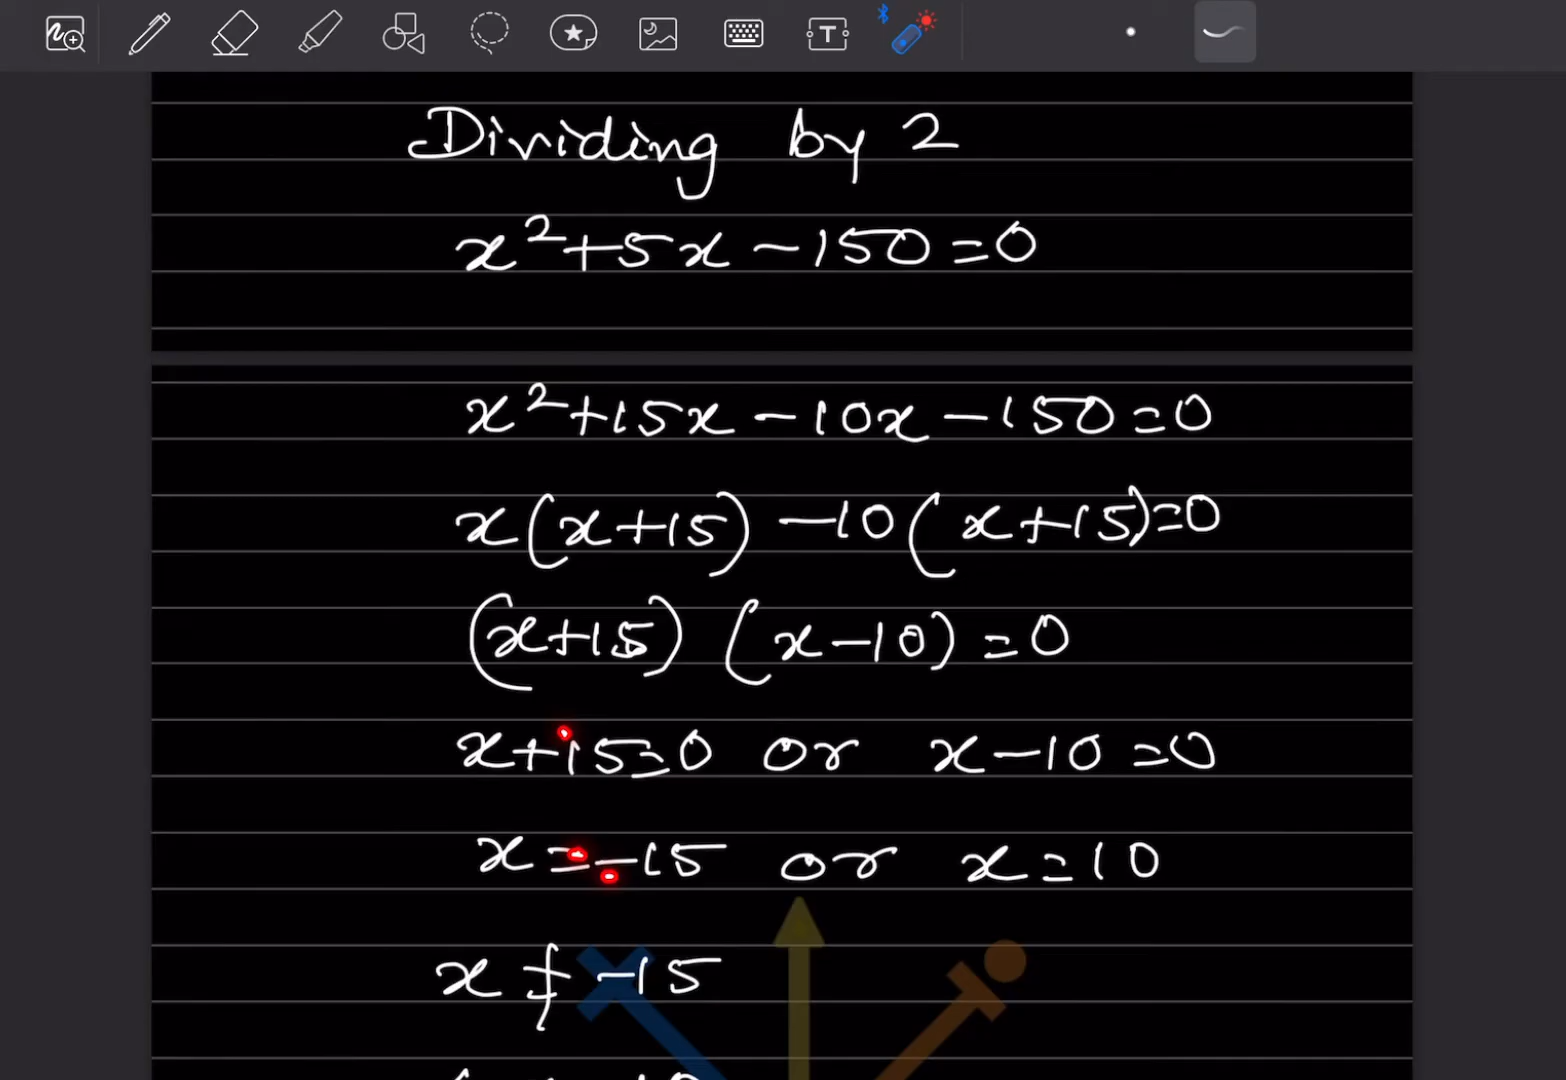 Dividing by 2
x²+5x-150=0
x²+15x-10x-150=0
x(x+15)-10(x+15)=0
(x+15)(x-10)=0
x+15=0 or x-10=0
x=-15 or x=10
x≠-15